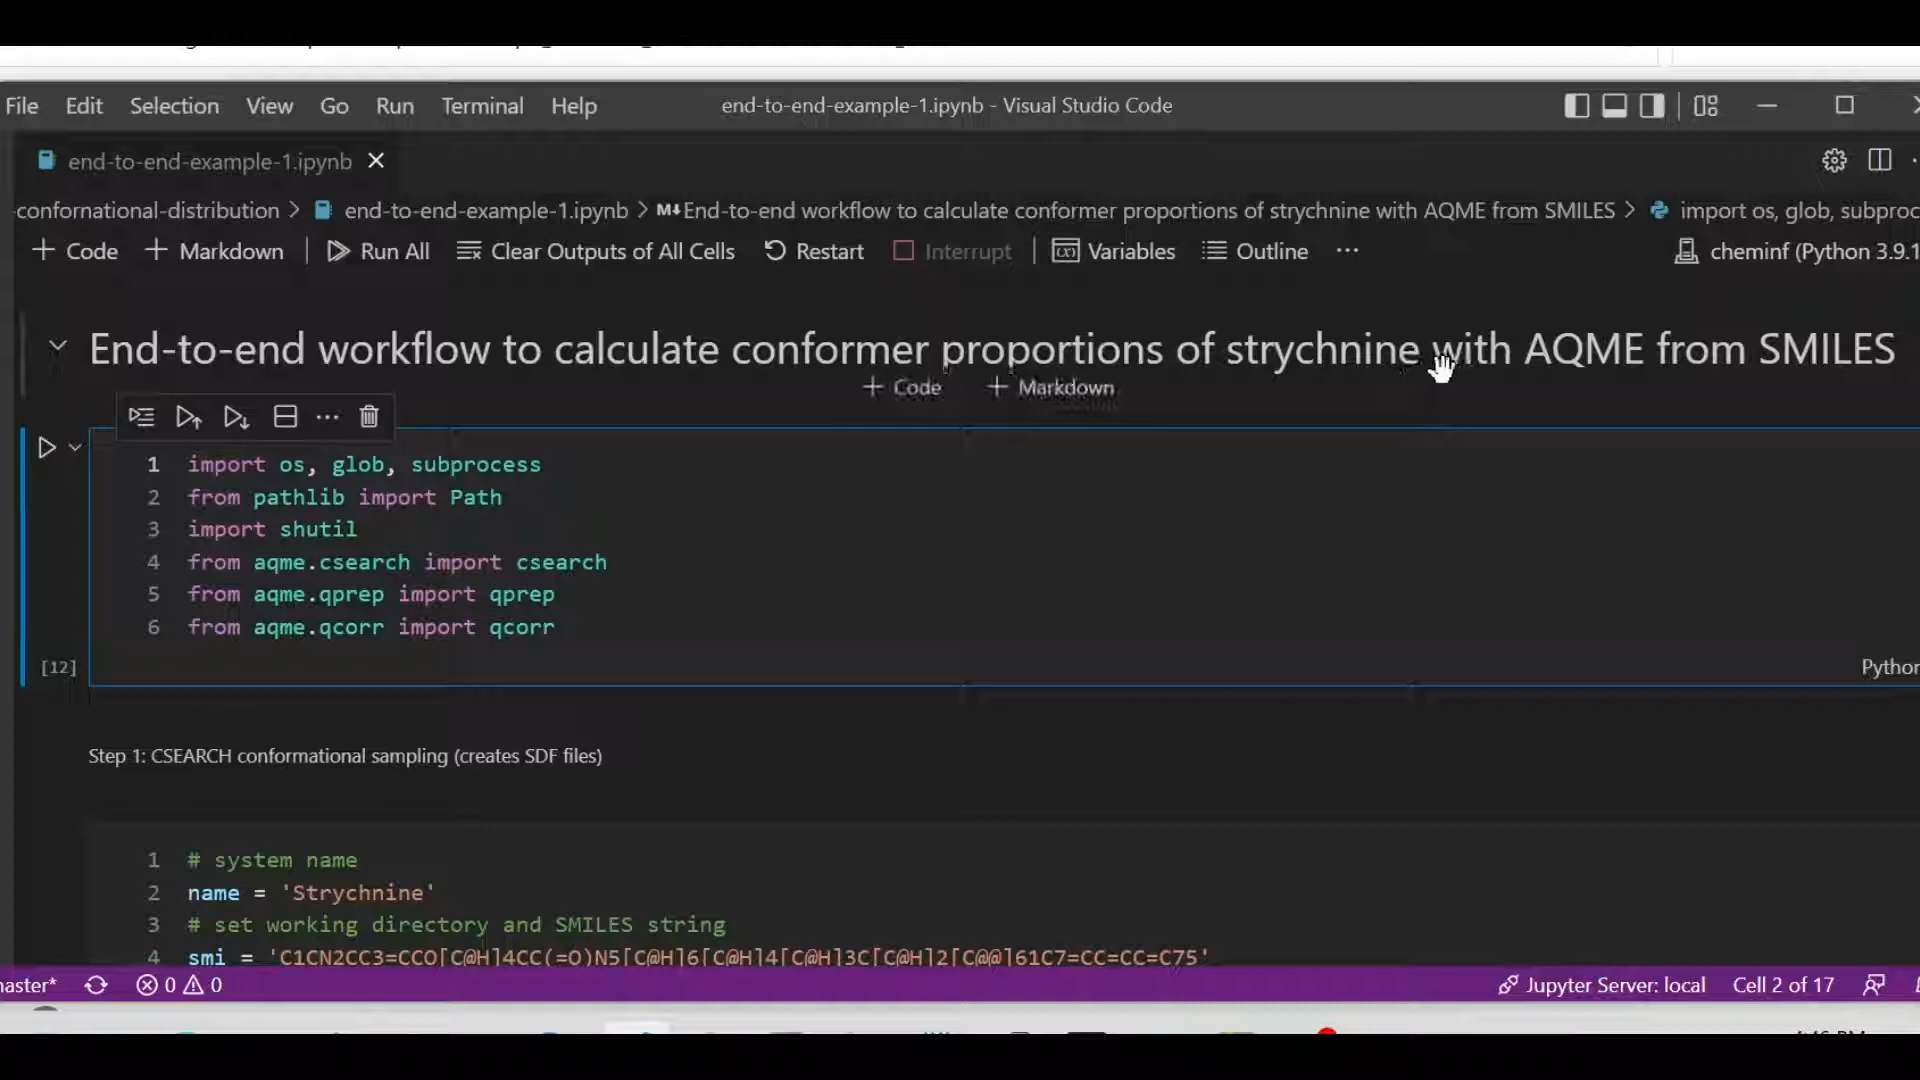 File Edit Selection View Go Run Terminal Help end-to-end-example-1.ipynb - Visual Studio Code
end-to-end-example-1.ipynb
-confornational-distribution > end-to-end-example-1.ipynb > M↓End-to-end workflow to calculate conformer proportions of strychnine with AQME from SMILES > import os, glob, subproc
+ Code + Markdown Run All Clear Outputs of All Cells Restart Interrupt Variables Outline ··· cheminf (Python 3.9.1
End-to-end workflow to calculate conformer proportions of strychnine with AQME from SMILES
+ Code + Markdown
1 import os, glob, subprocess
2 from pathlib import Path
3 import shutil
4 from aqme.csearch import csearch
5 from aqme.qprep import qprep
6 from aqme.qcorr import qcorr
[12] Python
Step 1: CSEARCH conformational sampling (creates SDF files)
1 # system name
2 name = 'Strychnine'
3 # set working directory and SMILES string
4 smi = 'C1CN2CC3=CCO[C@H]4CC(=O)N5[C@H]6[C@H]4[C@H]3C[C@H]2[C@@]61C7=CC=CC=C75'
aster* 0 0 Jupyter Server: local Cell 2 of 17